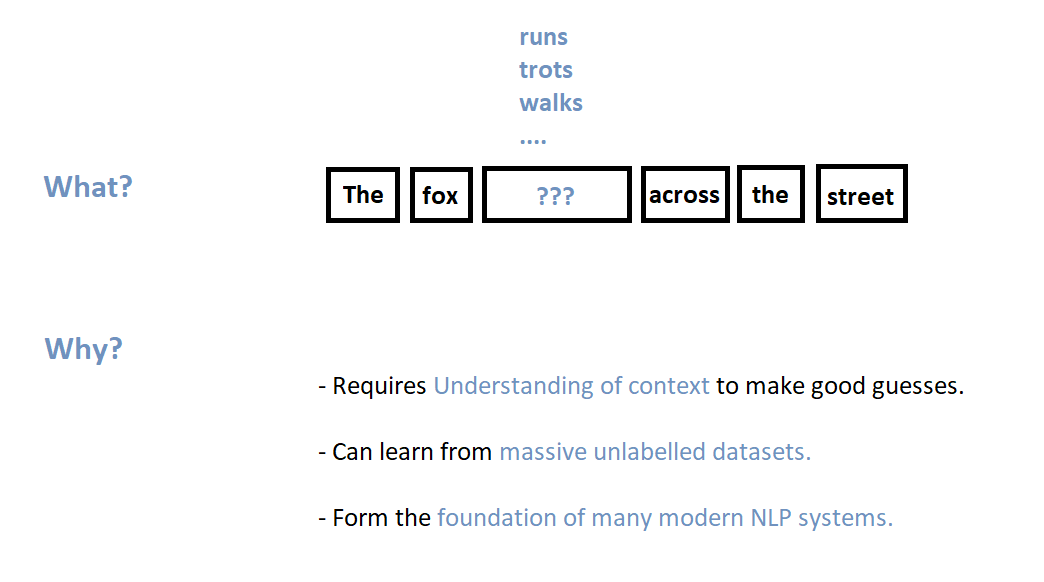 runs
trots
walks
....
What?
The fox ??? across the street
Why?
- Requires Understanding of context to make good guesses.
- Can learn from massive unlabelled datasets.
- Form the foundation of many modern NLP systems.